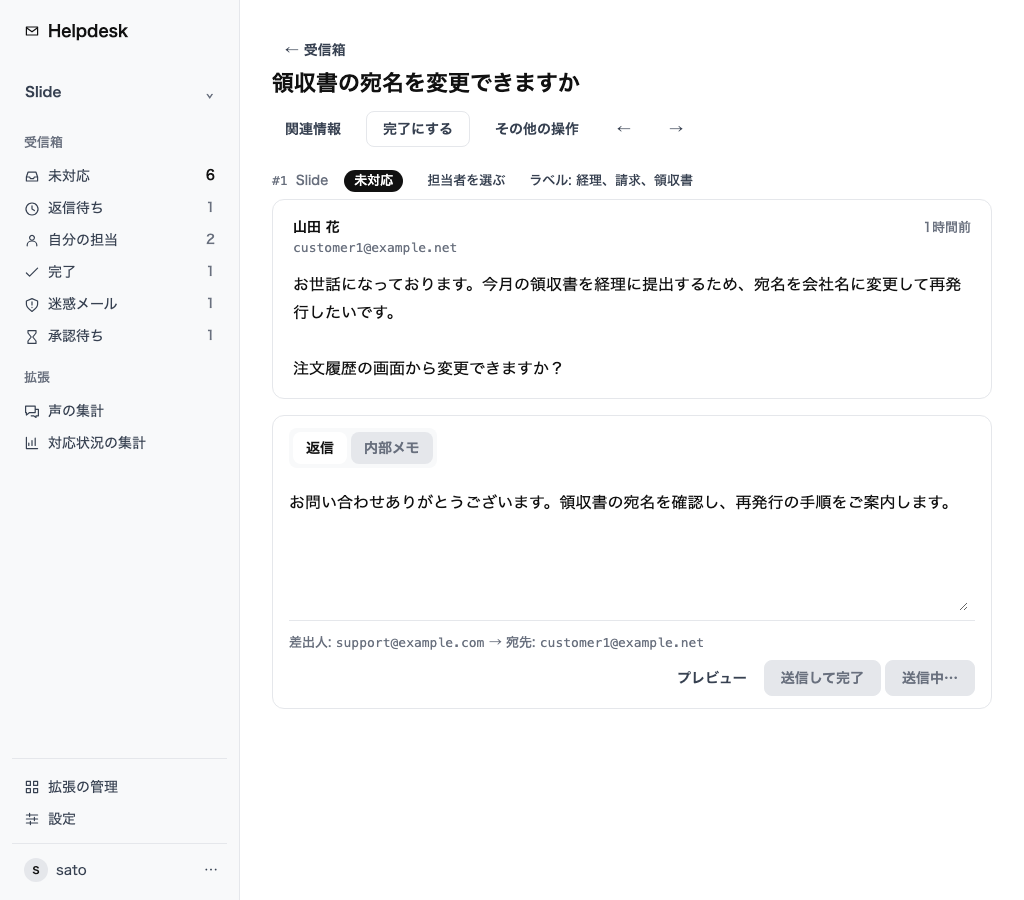 Helpdesk
Slide
受信箱
未対応 6
返信待ち 1
自分の担当 2
完了 1
迷惑メール 1
承認待ち 1
拡張
声の集計
対応状況の集計
拡張の管理
設定
S sato …
← 受信箱
領収書の宛名を変更できますか
関連情報 完了にする その他の操作 ← →
#1 Slide 未対応 担当者を選ぶ ラベル: 経理、請求、領収書
山田 花 1時間前
customer1@example.net
お世話になっております。今月の領収書を経理に提出するため、宛名を会社名に変更して再発
行したいです。
注文履歴の画面から変更できますか？
返信 内部メモ
お問い合わせありがとうございます。領収書の宛名を確認し、再発行の手順をご案内します。
差出人: support@example.com → 宛先: customer1@example.net
プレビュー 送信して完了 送信中…